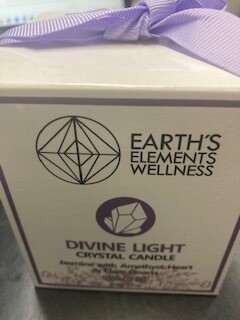 EARTH'S
ELEMENTS
WELLNESS
DIVINE LIGHT
CRYSTAL CANDLE
Jasmine with Amethyst Heart